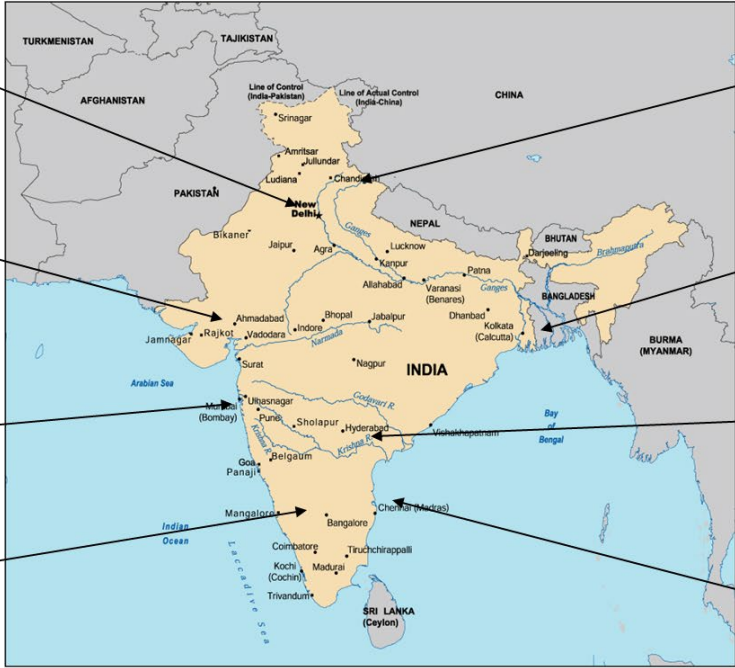 TURKMENISTAN
TAJIKISTAN
AFGHANISTAN
Line of Control
(India-Pakistan)
Line of Actual Control
(India-China)
CHINA
Srinagar
Amritsar
Jullundar
Ludiana
Chandigarh
PAKISTAN
New
Delhi
NEPAL
BHUTAN
Brahmaputra
Bikaner
Jaipur
Agra
Ganges
Lucknow
Kanpur
Darjeeling
Allahabad
Varanasi
(Benares)
Patna
Ganges
BANGLADESH
Ahmadabad
Bhopal
Jabalpur
Dhanbad
Jamnagar
Rajkot
Vadodara
Indore
Narmada
Kolkata
(Calcutta)
BURMA
(MYANMAR)
Surat
Nagpur
INDIA
Arabian Sea
Ulhasnagar
Godavari R.
Mumbai
(Bombay)
Pune
Sholapur
Hyderabad
Vishakhapatnam
Bay
of
Bengal
Krishna R.
Krishna R.
Goa
Panaji
Belgaum
Mangalore
Bangalore
Chennai (Madras)
Indian
Ocean
Coimbatore
Tiruchchirappalli
Kochi
(Cochin)
Madurai
Trivandum
Laccadive Sea
SRI LANKA
(Ceylon)